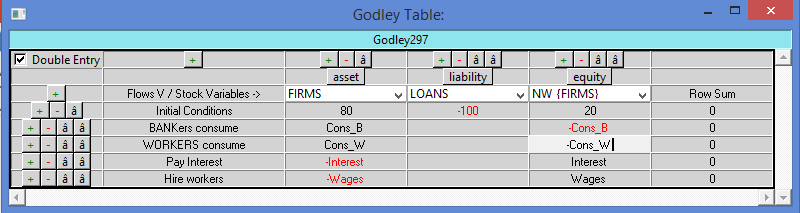 Godley Table:
Godley297
Double Entry + + - â + - â â + - â â
asset liability equity
+ Flows V / Stock Variables -> FIRMS LOANS NW {FIRMS} Row Sum
+ - â Initial Conditions 80 -100 20 0
+ - â â BANKers consume Cons_B -Cons_B 0
+ - â â WORKERS consume Cons_W -Cons_W 0
+ - â â Pay Interest -Interest Interest 0
+ - â â Hire workers -Wages Wages 0